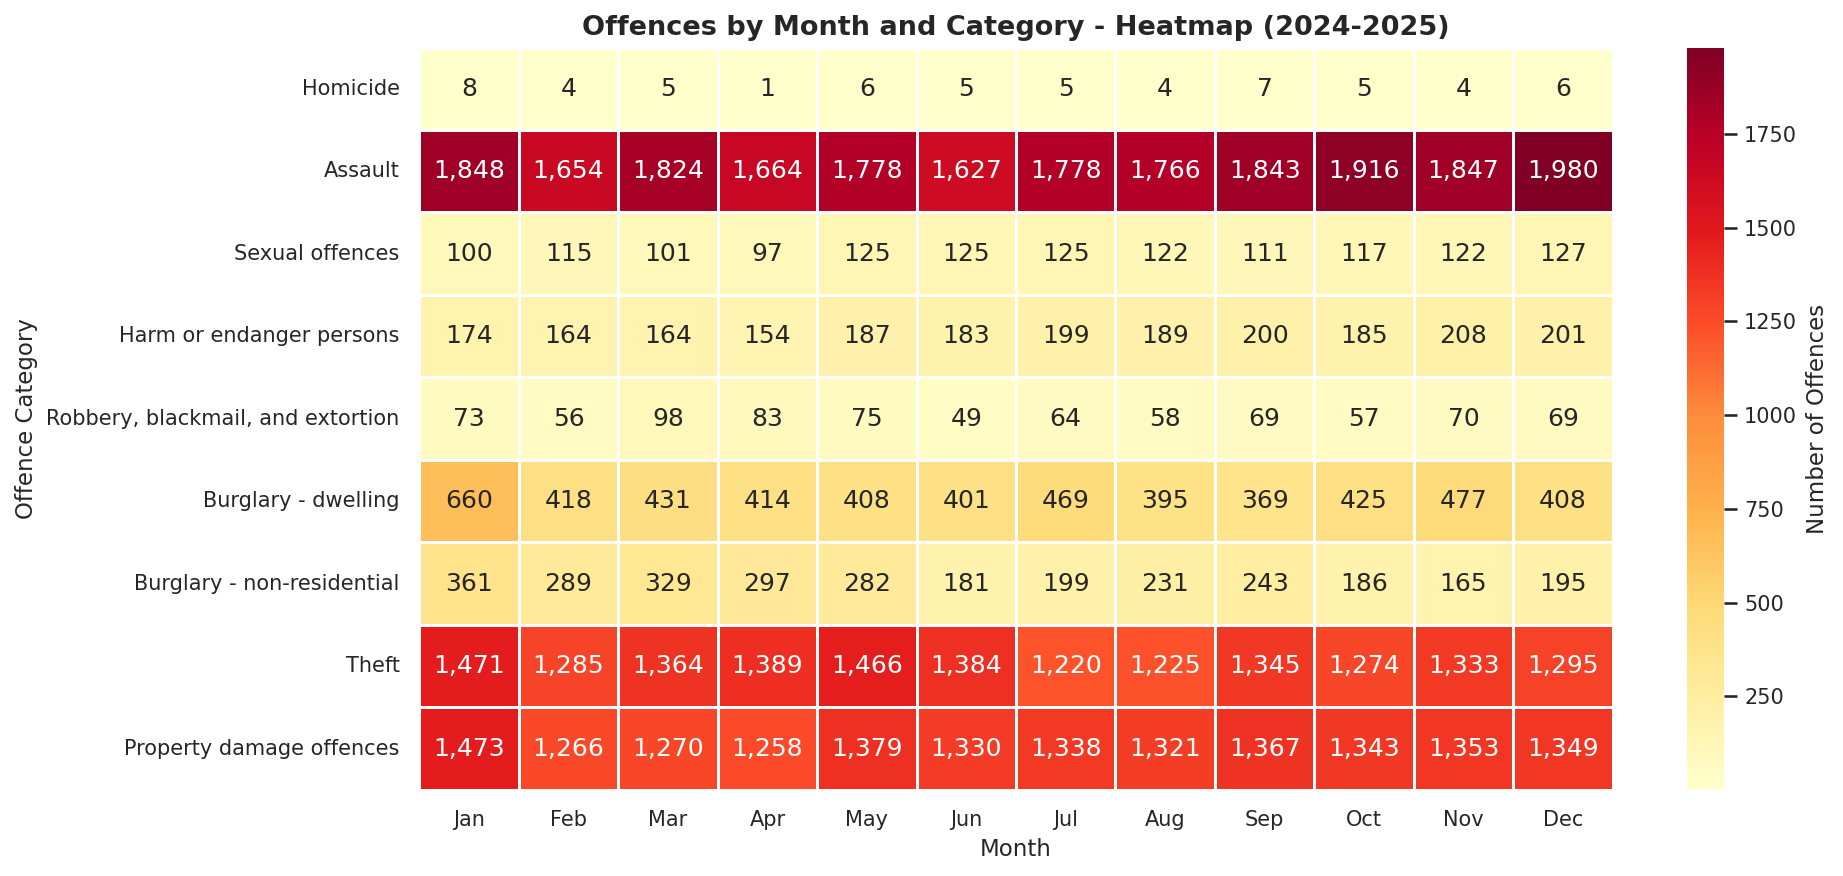 Offences by Month and Category - Heatmap (2024-2025)
Homicide 8 4 5 1 6 5 5 4 7 5 4 6
Assault 1,848 1,654 1,824 1,664 1,778 1,627 1,778 1,766 1,843 1,916 1,847 1,980
Sexual offences 100 115 101 97 125 125 125 122 111 117 122 127
Harm or endanger persons 174 164 164 154 187 183 199 189 200 185 208 201
Robbery, blackmail, and extortion 73 56 98 83 75 49 64 58 69 57 70 69
Burglary - dwelling 660 418 431 414 408 401 469 395 369 425 477 408
Burglary - non-residential 361 289 329 297 282 181 199 231 243 186 165 195
Theft 1,471 1,285 1,364 1,389 1,466 1,384 1,220 1,225 1,345 1,274 1,333 1,295
Property damage offences 1,473 1,266 1,270 1,258 1,379 1,330 1,338 1,321 1,367 1,343 1,353 1,349
Jan Feb Mar Apr May Jun Jul Aug Sep Oct Nov Dec
Month
Offence Category
1750
1500
1250
1000
750
500
250
Number of Offences